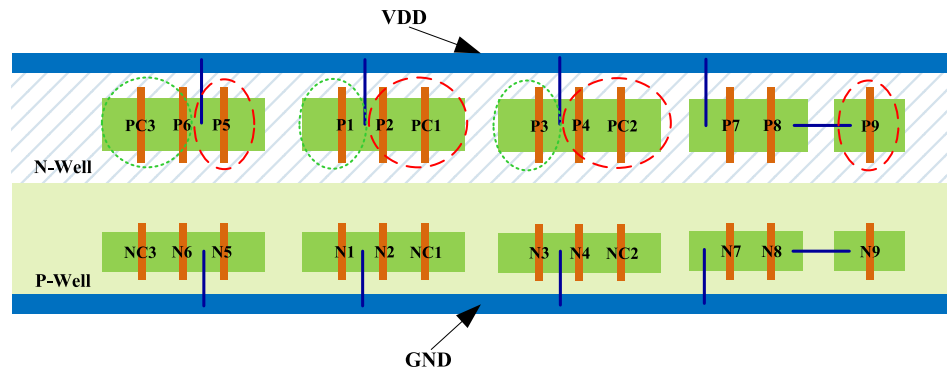 VDD
PC3 P6 P5 P1 P2 PC1 P3 P4 PC2 P7 P8 P9
N-Well
NC3 N6 N5 N1 N2 NC1 N3 N4 NC2 N7 N8 N9
P-Well
GND